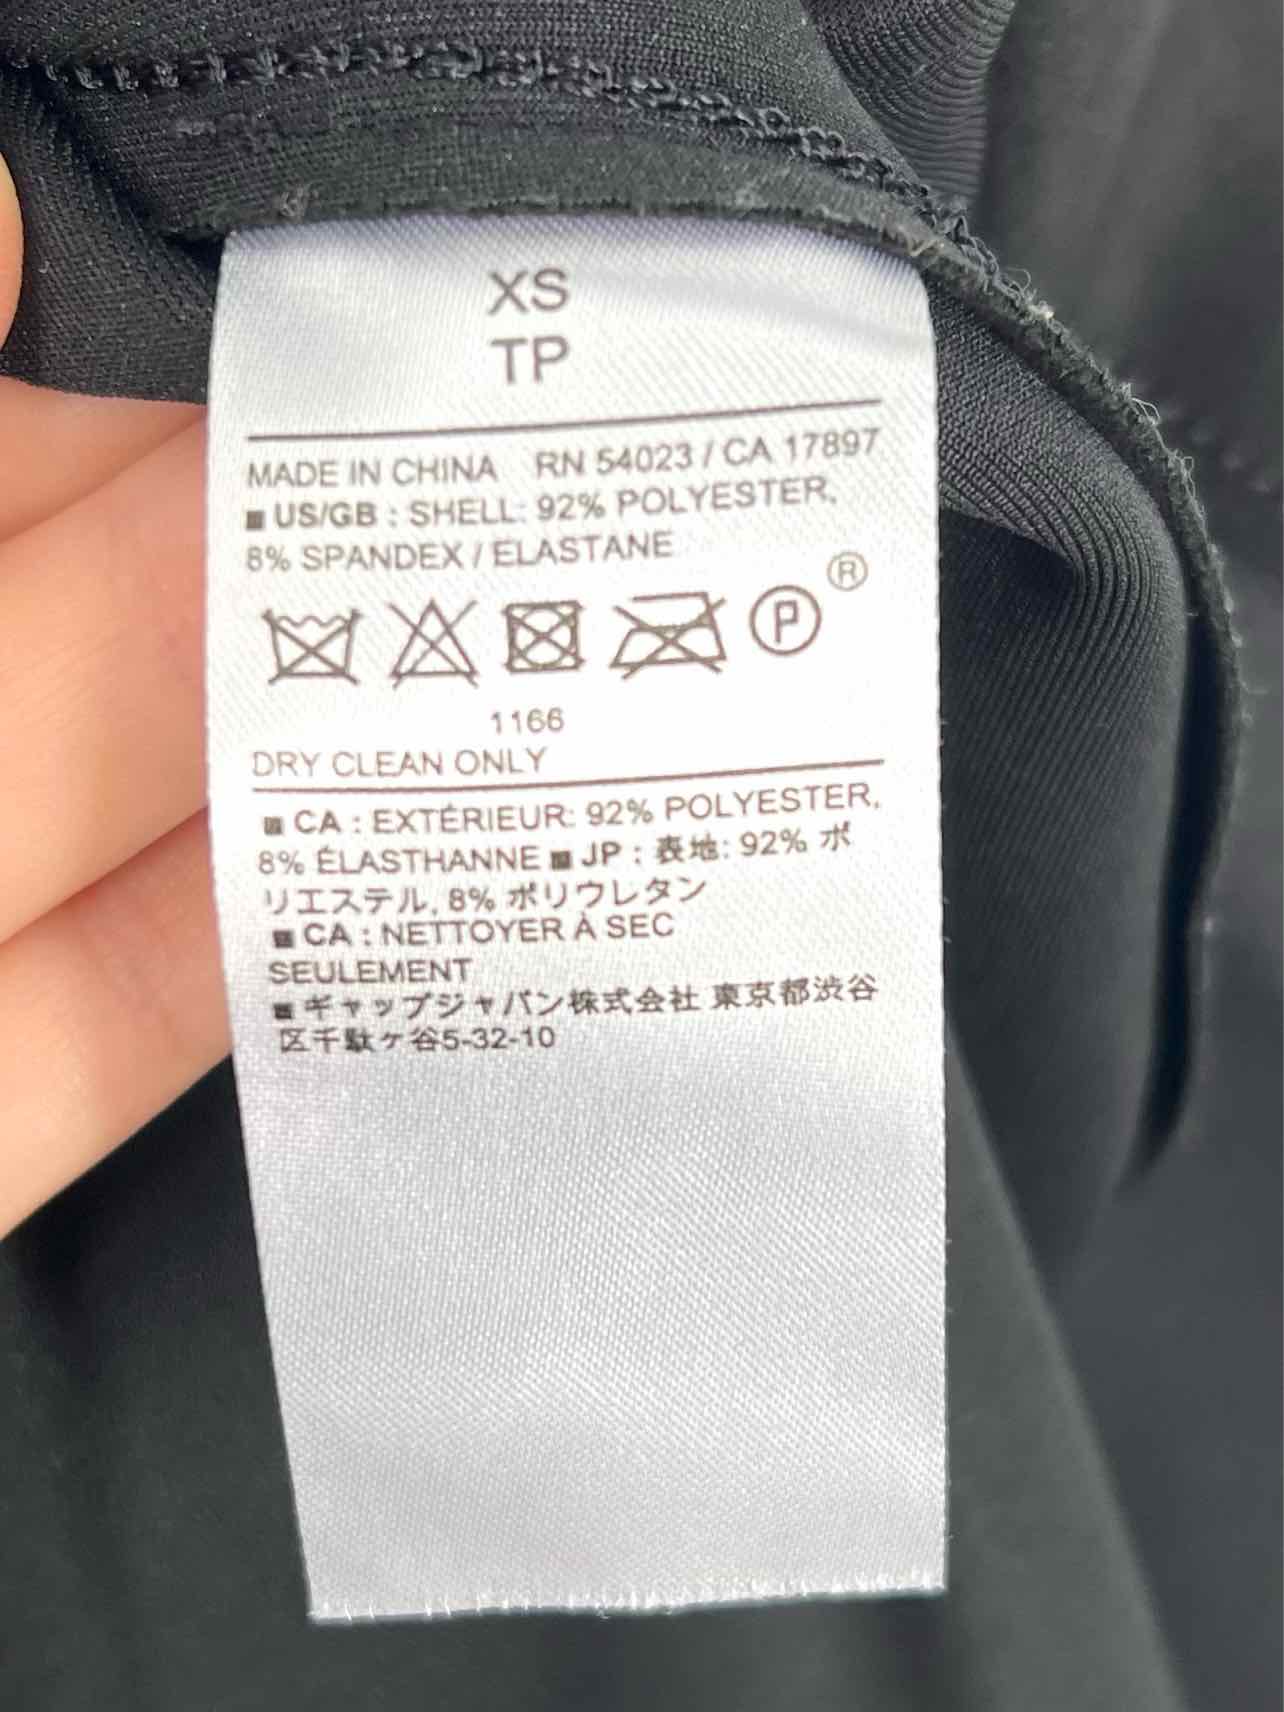 XS
TP
MADE IN CHINA RN 54023 / CA 17897
■ US/GB : SHELL: 92% POLYESTER,
8% SPANDEX / ELASTANE
P ®
1166
DRY CLEAN ONLY
■ CA : EXTÉRIEUR: 92% POLYESTER,
8% ÉLASTHANNE ■ JP : 表地: 92% ポ
リエステル, 8% ポリウレタン
■ CA : NETTOYER À SEC
SEULEMENT
■ ギャップジャパン株式会社 東京都渋谷
区千駄ケ谷5-32-10